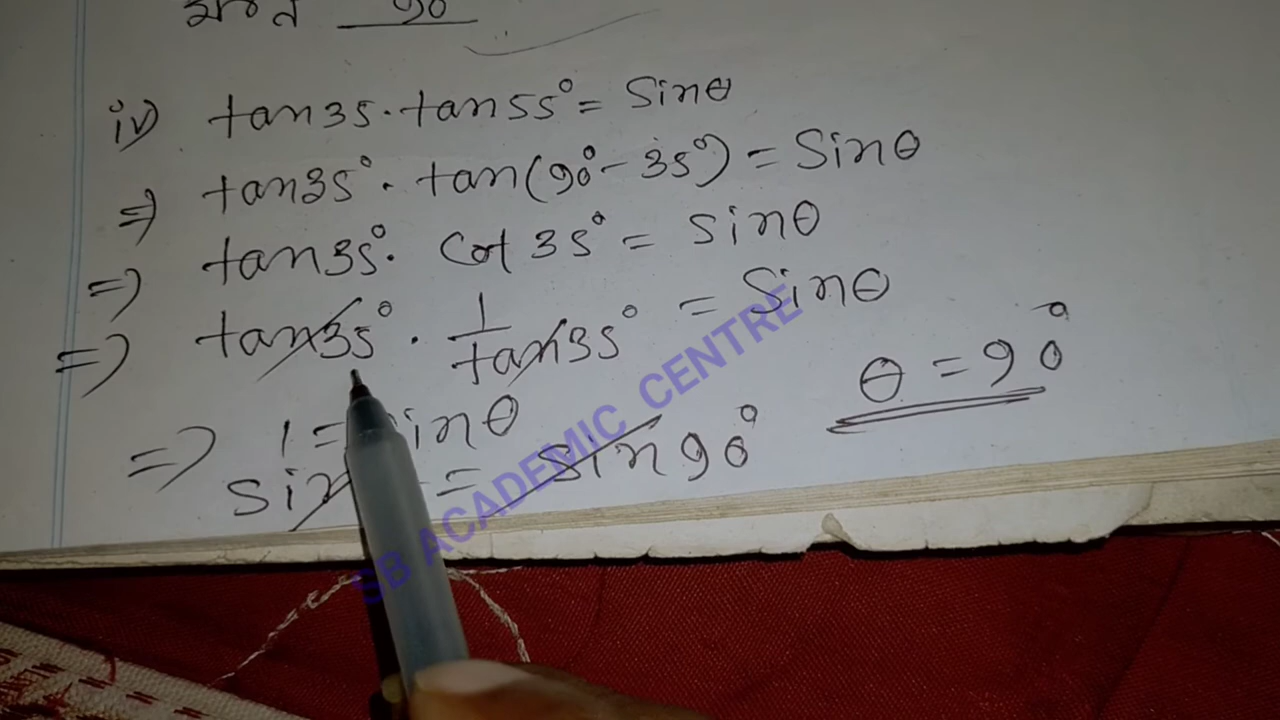 90
iv) tan35. tan55° = Sinθ
=> tan35°. tan(90° - 35°) = Sinθ
=> tan35°. Cot 35° = Sinθ
=> tan35° . 1/tan35° = Sinθ
=> 1 = Sinθ
Sin = Sin90°
θ = 90°
SB ACADEMIC CENTRE